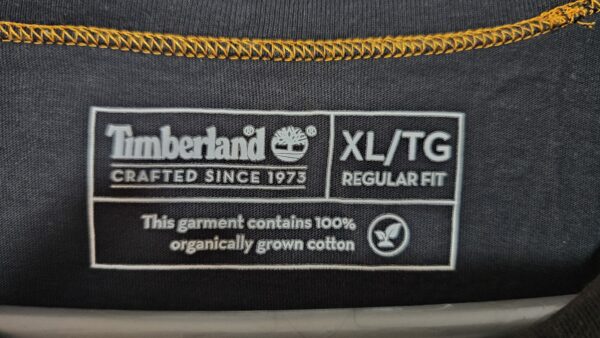 Timberland®
CRAFTED SINCE 1973
XL/TG
REGULAR FIT
This garment contains 100%
organically grown cotton